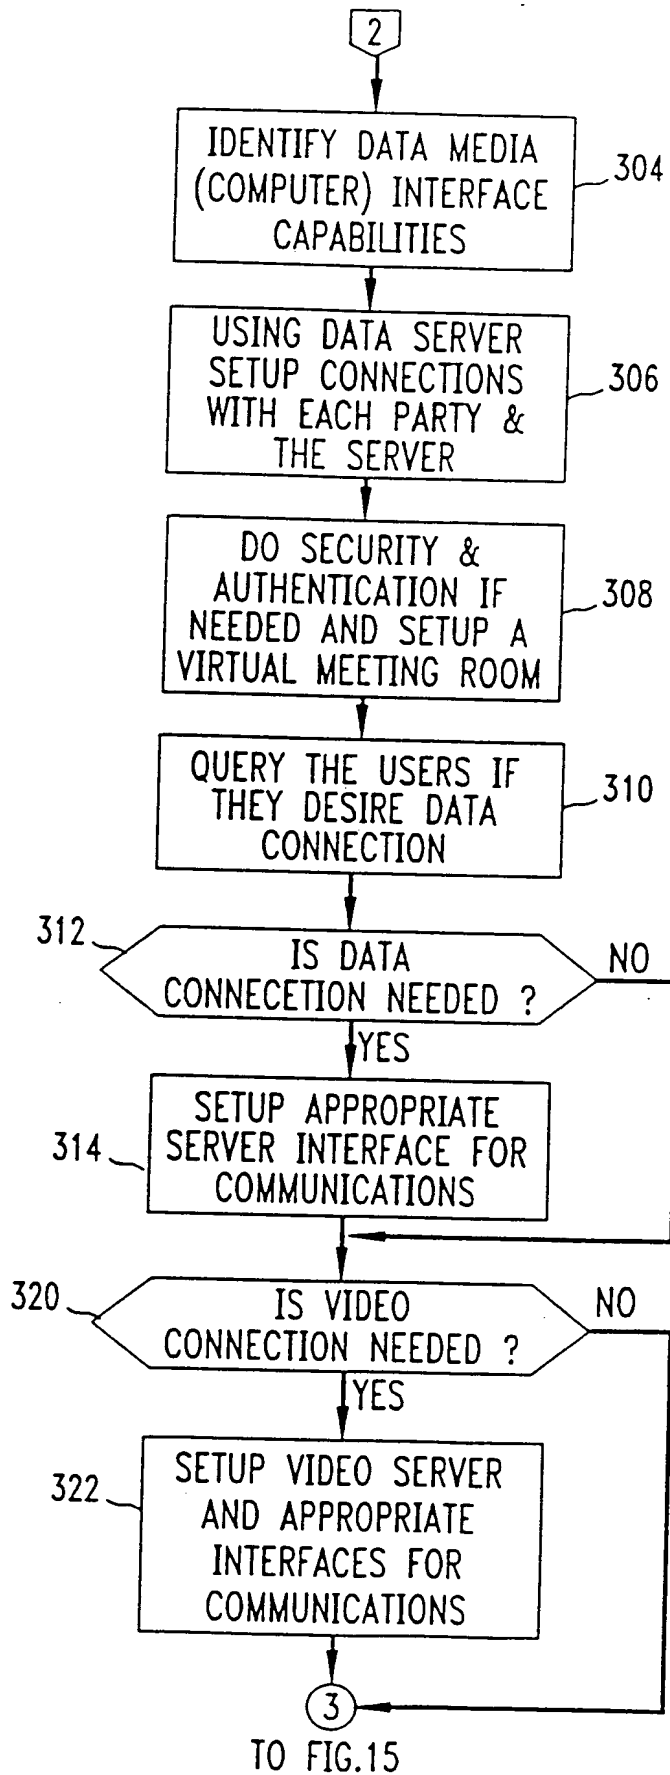 2
IDENTIFY DATA MEDIA
(COMPUTER) INTERFACE
CAPABILITIES
304
USING DATA SERVER
SETUP CONNECTIONS
WITH EACH PARTY &
THE SERVER
306
DO SECURITY &
AUTHENTICATION IF
NEEDED AND SETUP A
VIRTUAL MEETING ROOM
308
QUERY THE USERS IF
THEY DESIRE DATA
CONNECTION
310
312
IS DATA
CONNECETION NEEDED ?
NO
YES
SETUP APPROPRIATE
SERVER INTERFACE FOR
COMMUNICATIONS
314
320
IS VIDEO
CONNECTION NEEDED ?
NO
YES
SETUP VIDEO SERVER
AND APPROPRIATE
INTERFACES FOR
COMMUNICATIONS
322
3
TO FIG.15